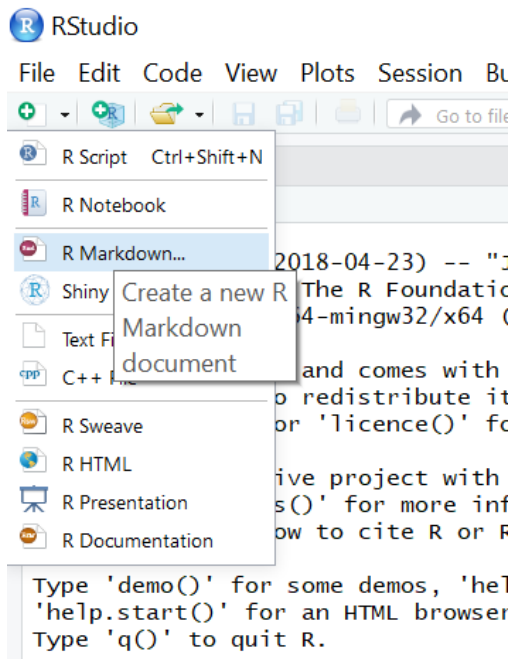 RStudio
File Edit Code View Plots Session
Go to file
R Script Ctrl+Shift+N
R Notebook
R Markdown...
2018-04-23) -- "J
Shiny
Create a new R
Markdown
document
The R Foundatio
4-mingw32/x64 (
Text Fi
C++ File
and comes with
o redistribute it
R Sweave
or 'licence()' fo
R HTML
ive project with
R Presentation
s()' for more inf
R Documentation
ow to cite R or R
Type 'demo()' for some demos, 'hel
'help.start()' for an HTML browser
Type 'q()' to quit R.